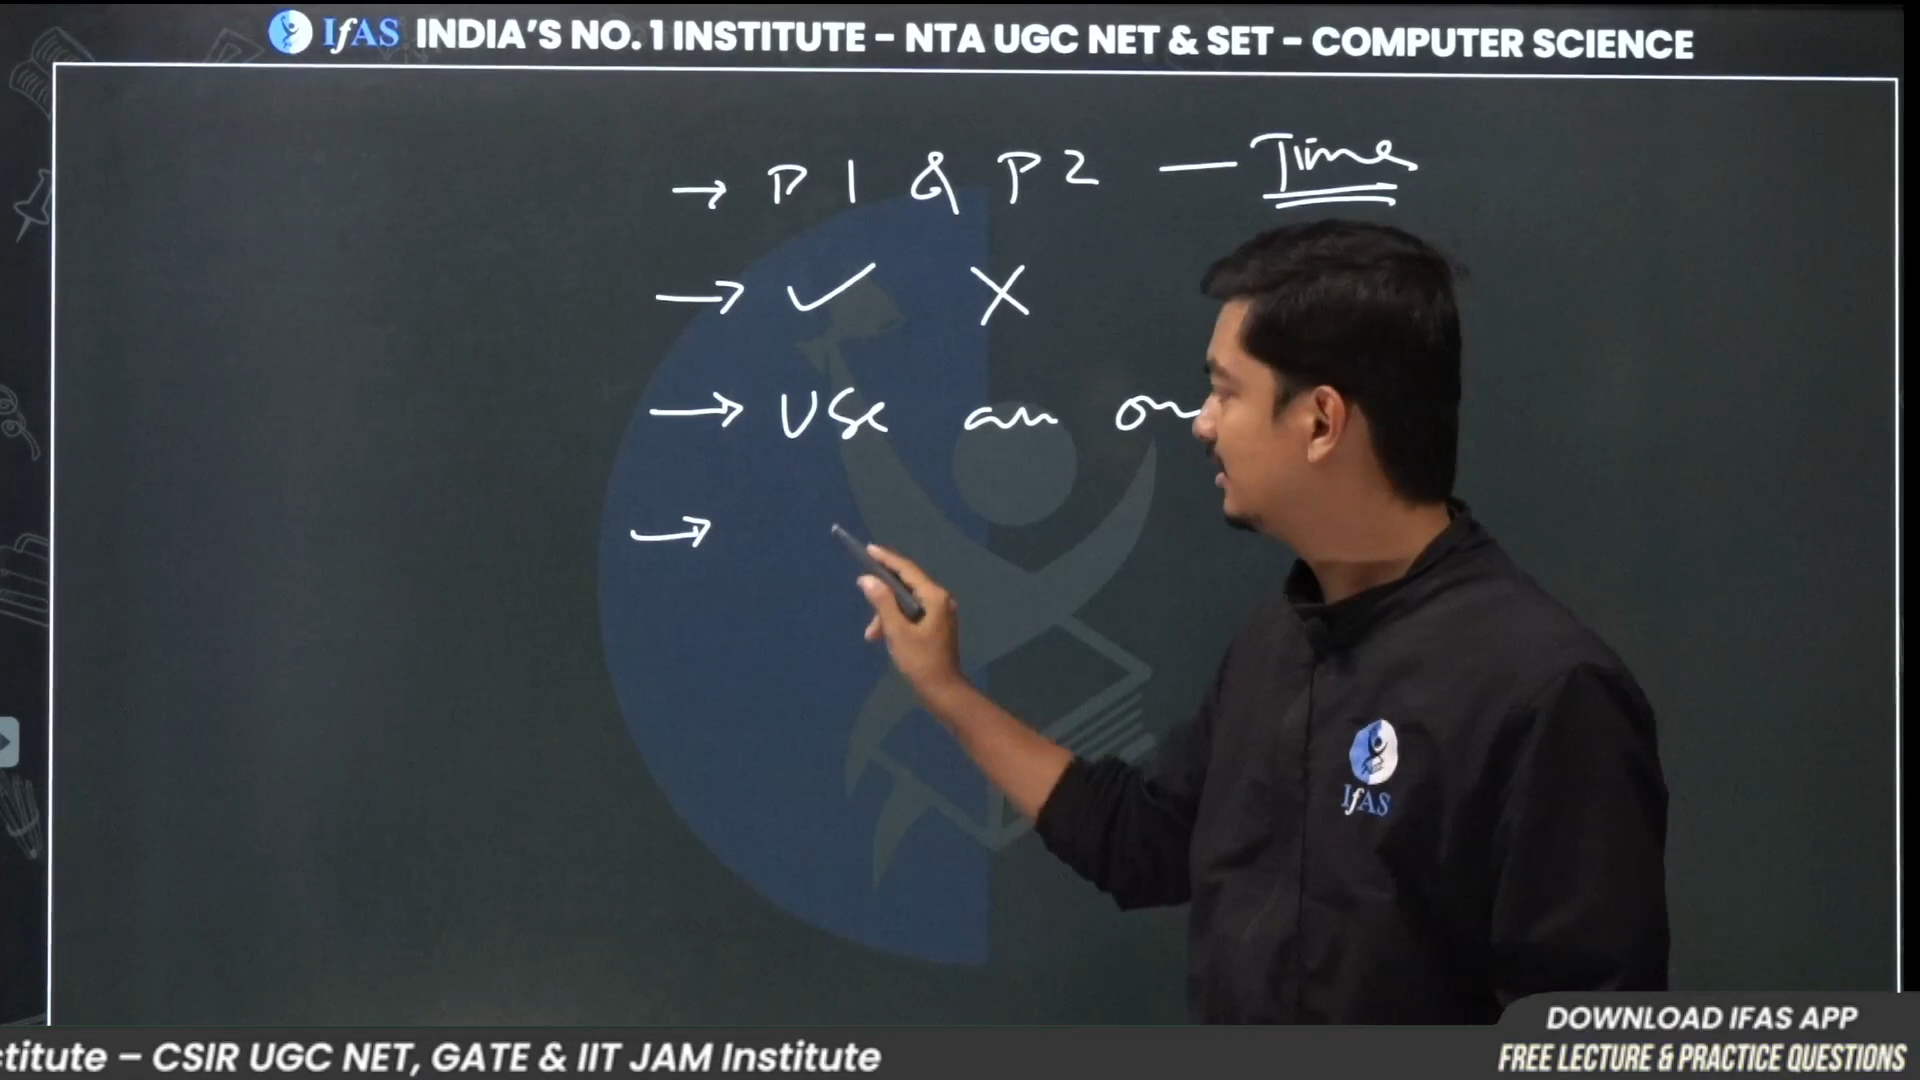 IfAS INDIA'S NO. 1 INSTITUTE – NTA UGC NET & SET – COMPUTER SCIENCE
→ P1 & P2 — Time
→ ✓ X
→ Use an
→
IfAS
DOWNLOAD IFAS APP
FREE LECTURE & PRACTICE QUESTIONS
stitute – CSIR UGC NET, GATE & IIT JAM Institute